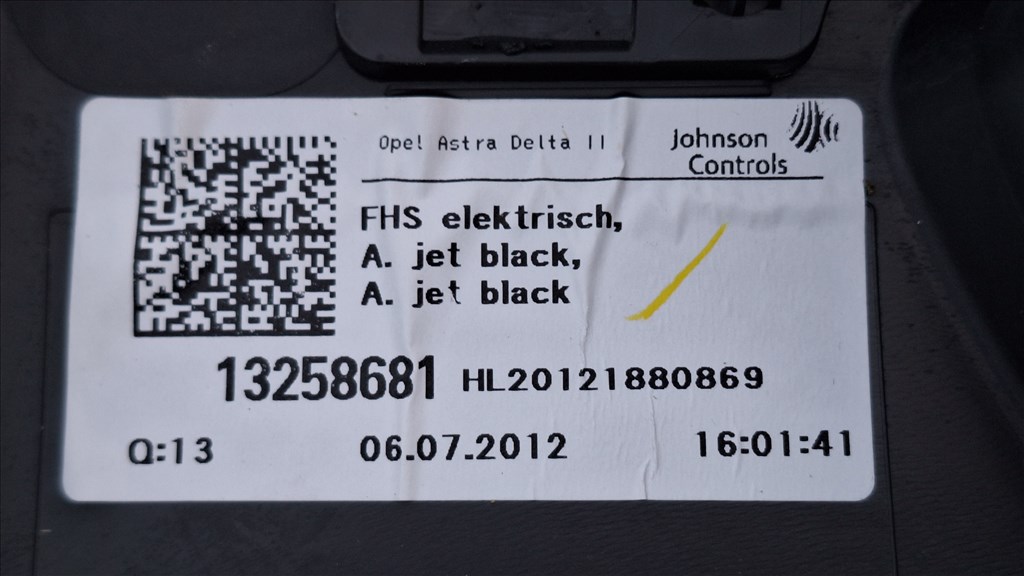 Opel Astra Delta II
Johnson
Controls
FHS elektrisch,
A. jet black,
A. jet black
13258681 HL20121880869
Q:13 06.07.2012 16:01:41